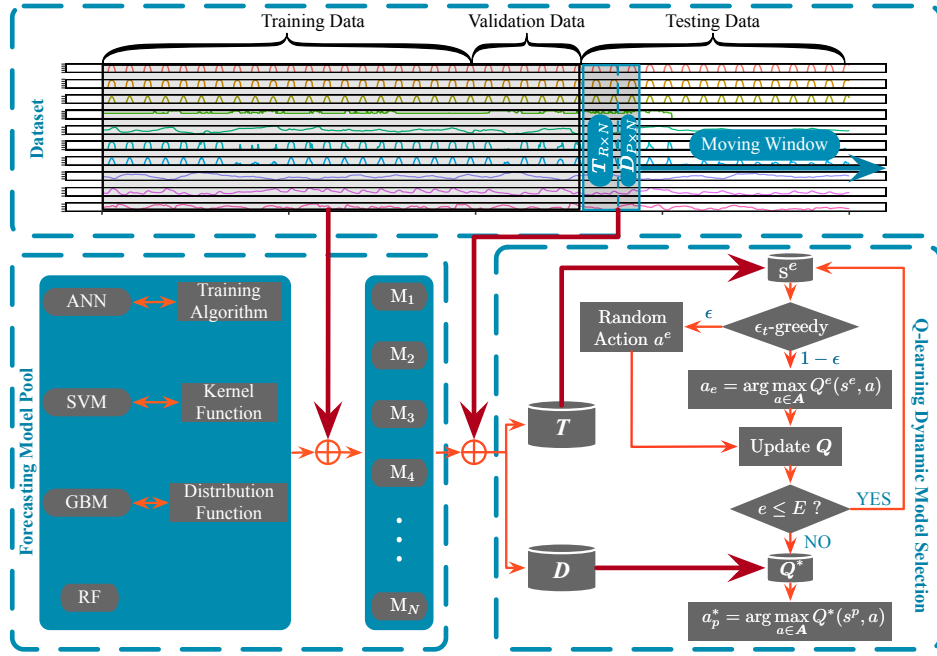 Training Data
Validation Data
Testing Data
Dataset
T_{R×N}
D_{P×N}
Moving Window
Forecasting Model Pool
ANN
Training
Algorithm
SVM
Kernel
Function
GBM
Distribution
Function
RF
M_1
M_2
M_3
M_4
M_N
T
D
Q-learning Dynamic Model Selection
s^e
ϵ_t-greedy
ϵ
Random
Action a^e
1 − ϵ
a_e = arg max_{a∈A} Q^e(s^e, a)
Update Q
e ≤ E ?
YES
NO
Q^*
a_p^* = arg max_{a∈A} Q^*(s^p, a)